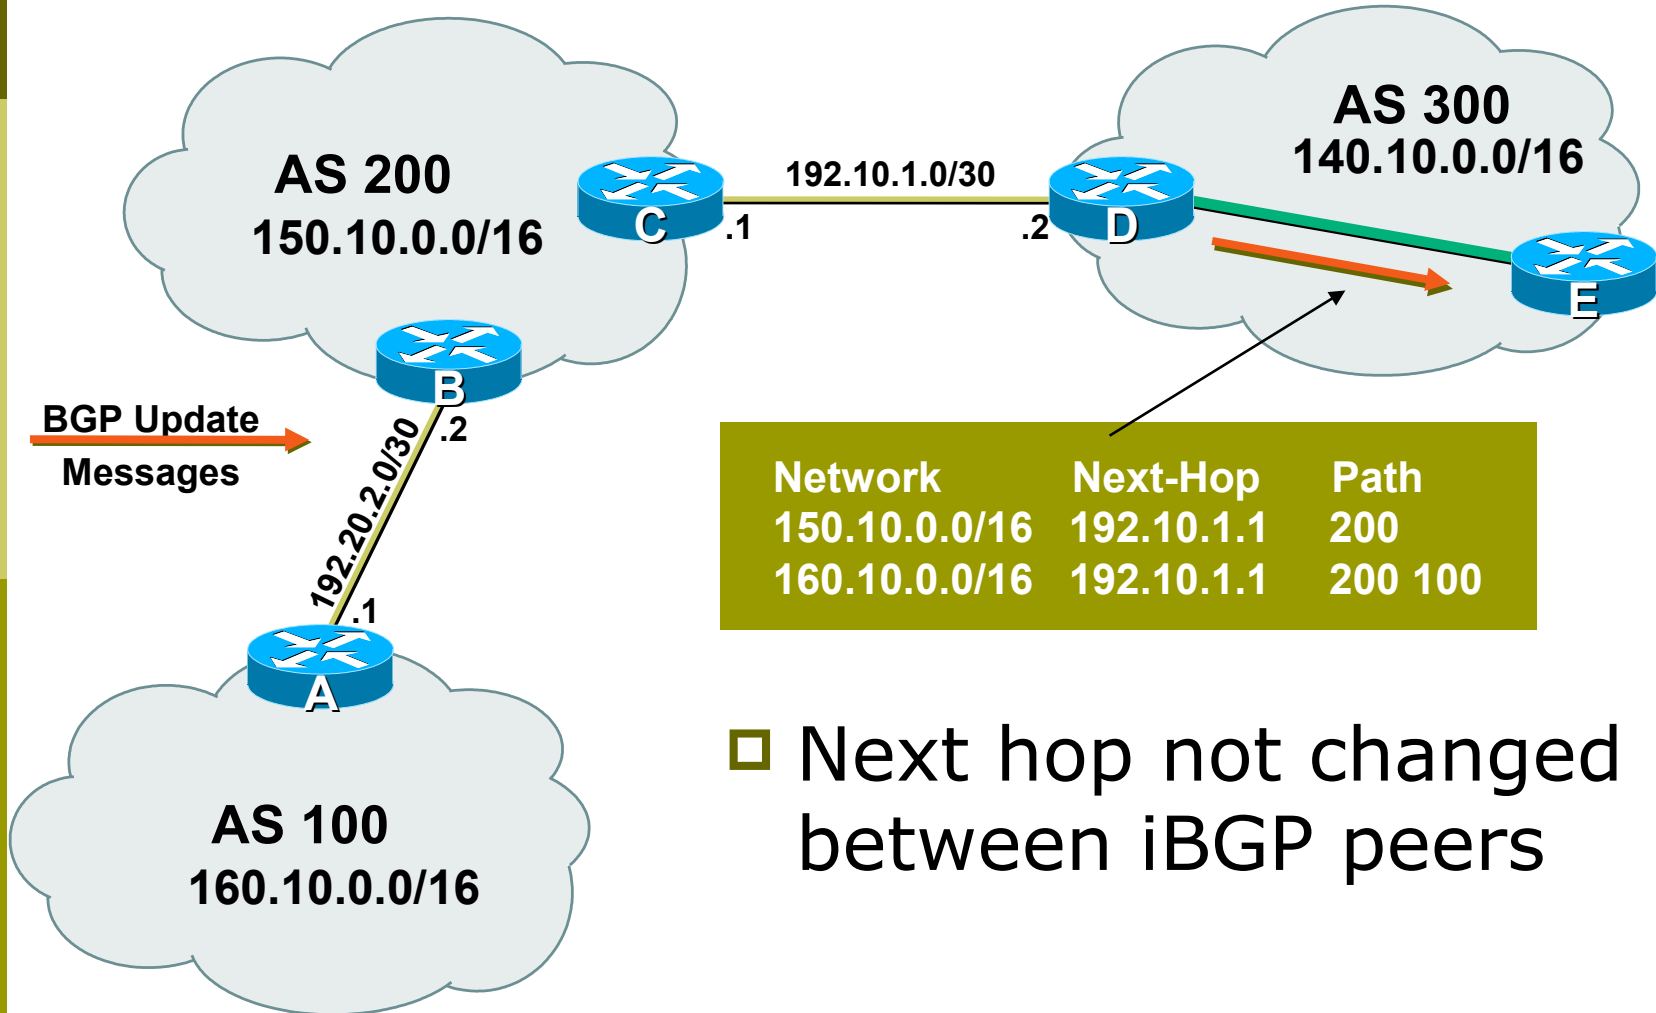 AS 300
140.10.0.0/16
AS 200
150.10.0.0/16
192.10.1.0/30
C
.1
.2
D
E
B
.2
BGP Update
Messages
192.20.2.0/30
.1
A
Network Next-Hop Path
150.10.0.0/16 192.10.1.1 200
160.10.0.0/16 192.10.1.1 200 100
AS 100
160.10.0.0/16
Next hop not changed
between iBGP peers